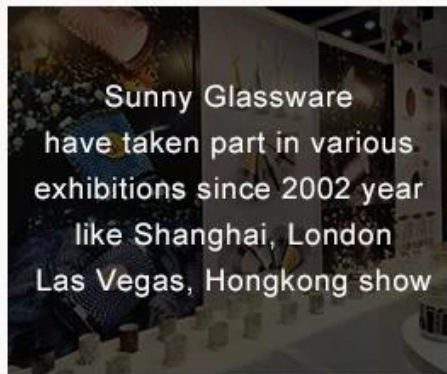 Sunny Glassware
have taken part in various
exhibitions since 2002 year
like Shanghai, London
Las Vegas, Hongkong show